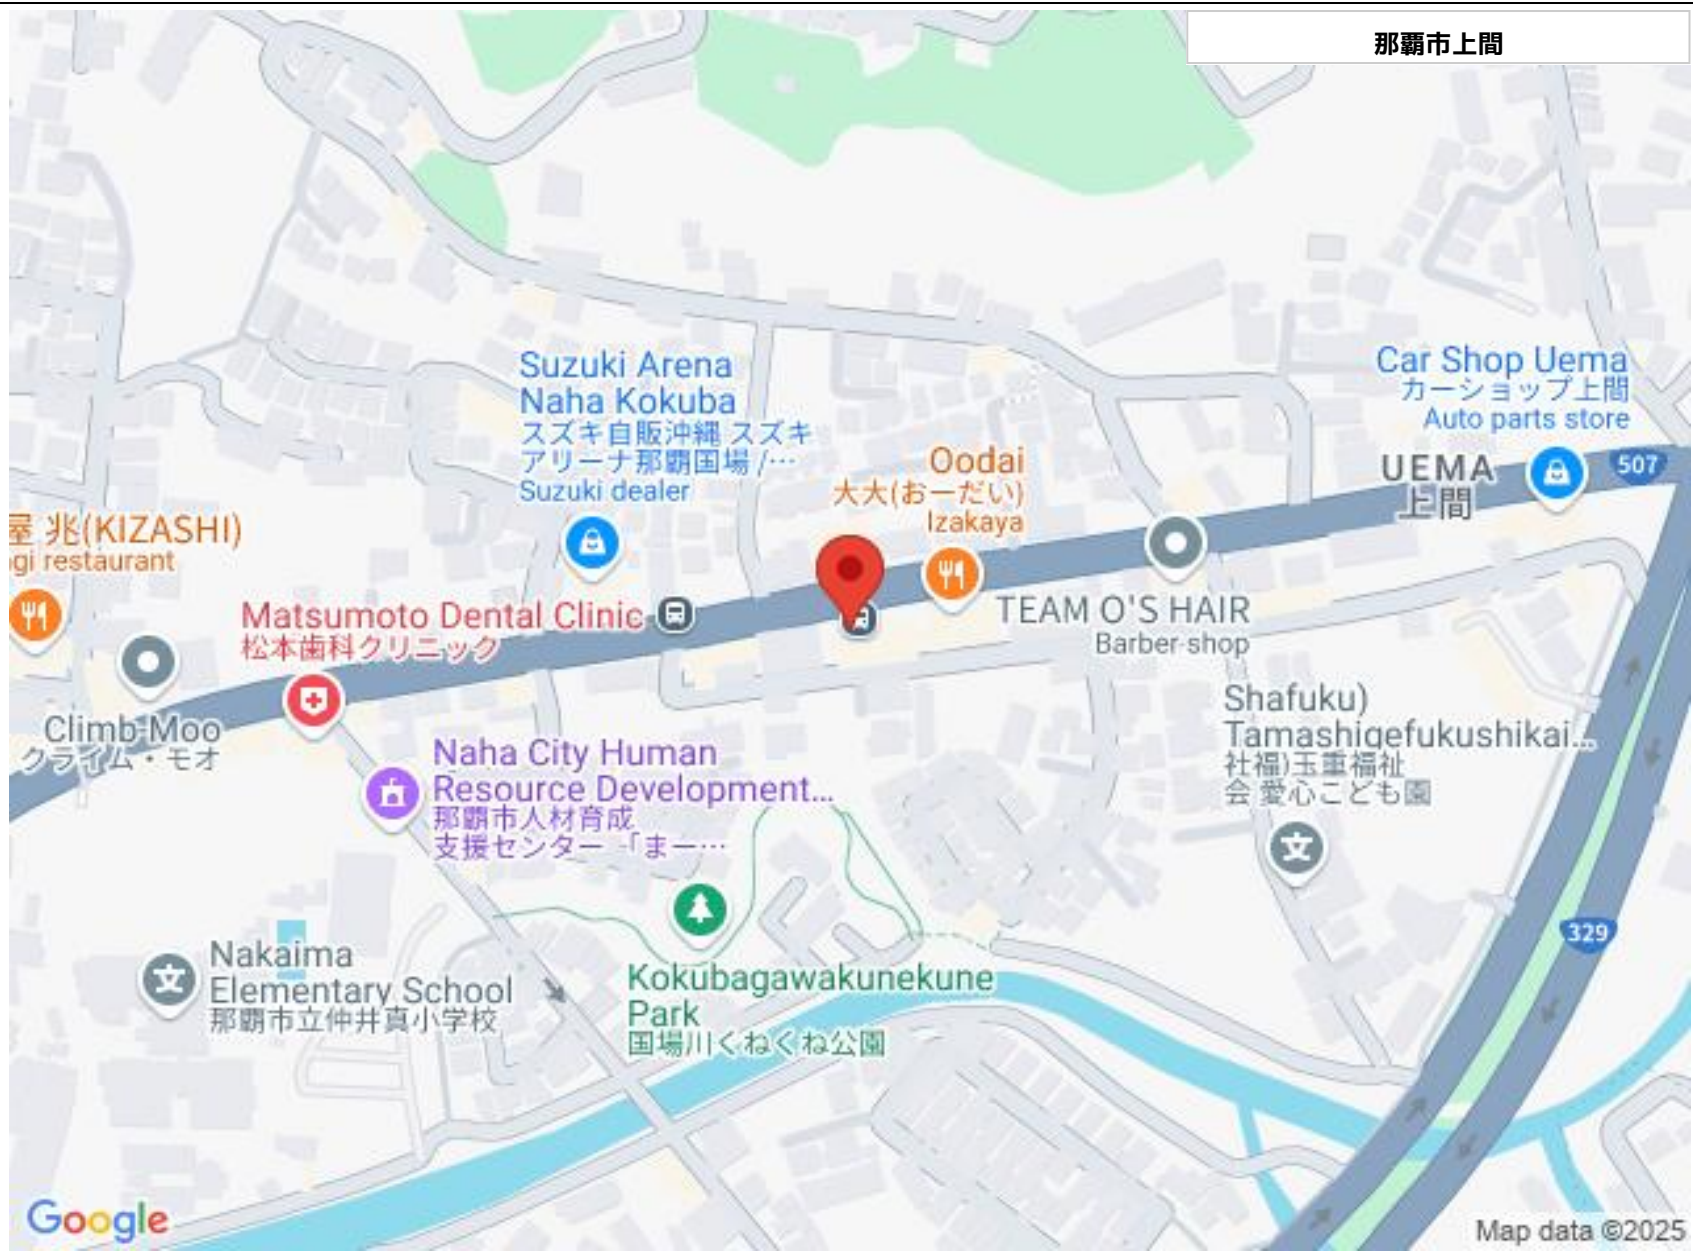 那覇市上間
Suzuki Arena
Naha Kokuba
スズキ自販沖縄 スズキ
アリーナ那覇国場 /…
Suzuki dealer
Car Shop Uema
カーショップ上間
Auto parts store
Oodai
大大(おーだい)
Izakaya
UEMA
上間
507
屋 兆(KIZASHI)
gi restaurant
Matsumoto Dental Clinic
松本歯科クリニック
TEAM O'S HAIR
Barber shop
Climb Moo
クライム・モオ
Shafuku)
Tamashigefukushikai...
社福)玉重福祉
会 愛心こども園
Naha City Human
Resource Development...
那覇市人材育成
支援センター 「まー…
329
Nakaima
Elementary School
那覇市立仲井真小学校
Kokubagawakunekune
Park
国場川くねくね公園
Google
Map data ©2025